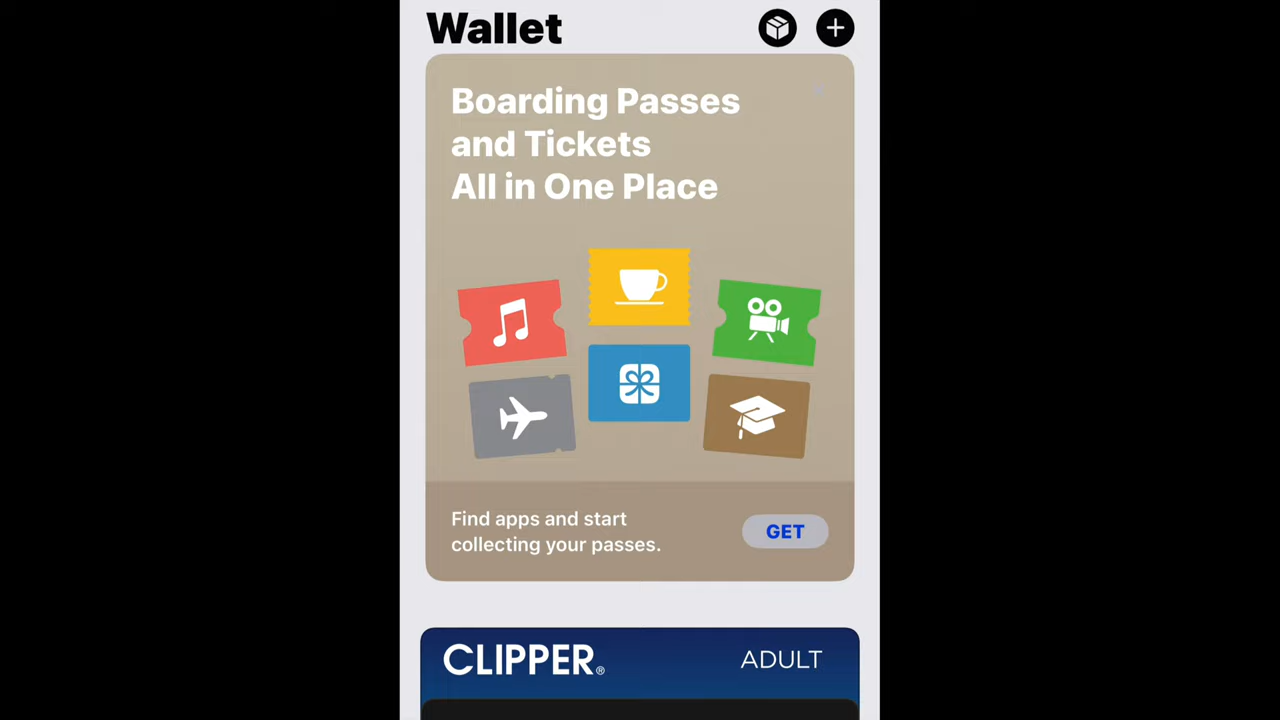 Wallet
Boarding Passes
and Tickets
All in One Place
Find apps and start
collecting your passes.
GET
CLIPPER®
ADULT